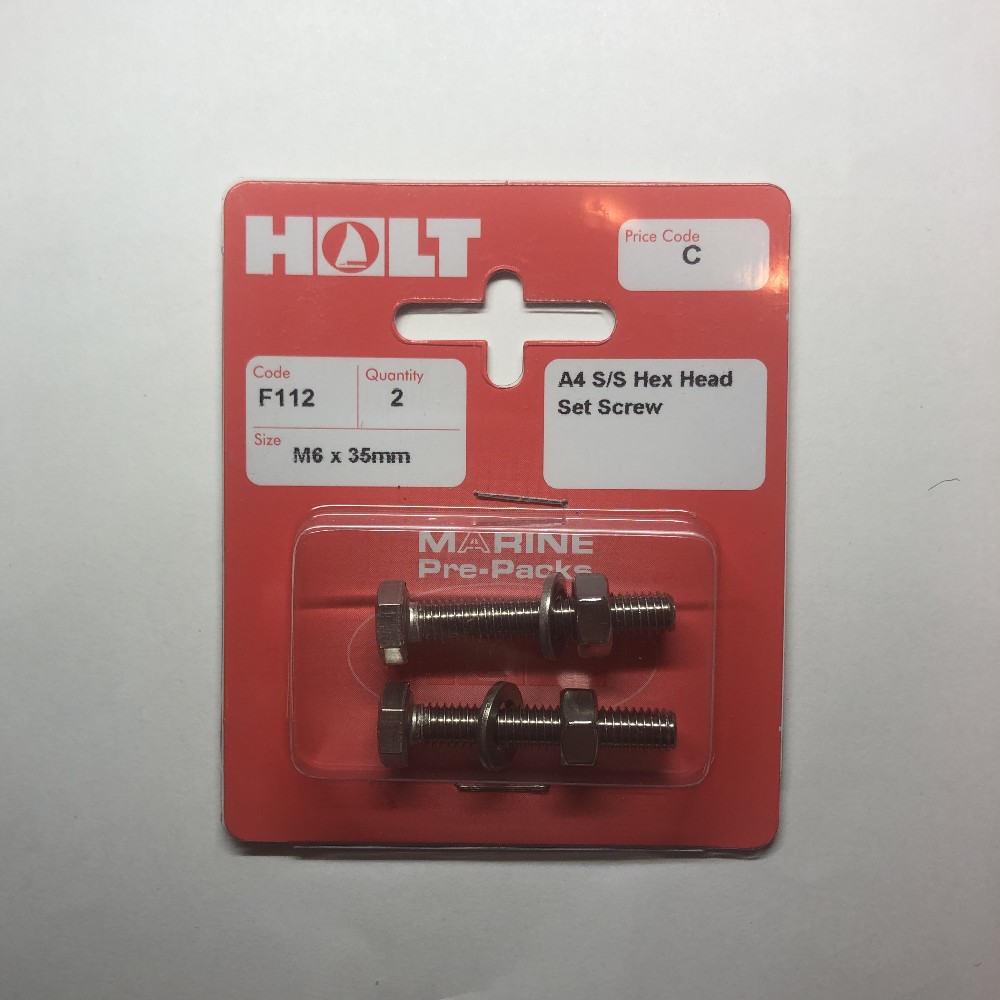 HOLT
Price Code
C
Code
F112
Quantity
2
Size
M6 x 35mm
A4 S/S Hex Head
Set Screw
MARINE
Pre-Packs